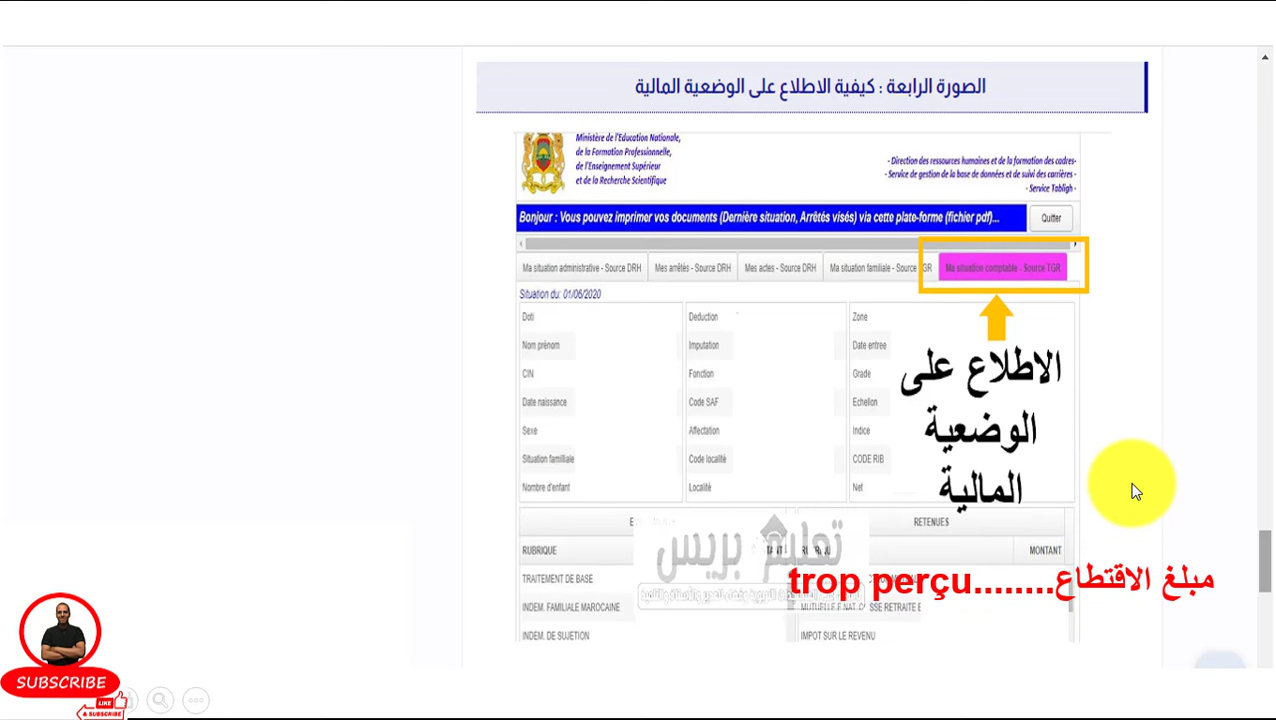 الصورة الرابعة : كيفية الاطلاع على الوضعية المالية
Ministère de l'Education Nationale,
de la Formation Professionnelle,
de l'Enseignement Supérieur
et de la Recherche Scientifique
- Direction des ressources humaines et de la formation des cadres-
- Service de gestion de la base de données et de suivi des carrières -
- Service Tabligh -
Bonjour : Vous pouvez imprimer vos documents (Dernière situation, Arrêtés visés) via cette plate-forme (fichier pdf)...
Quitter
Ma situation administrative - Source DRH
Mes arrêtés - Source DRH
Mes actes - Source DRH
Ma situation familiale - Source GR
Ma situation comptable - Source TGR
Situation du: 01/06/2020
Doti
Deduction
Zone
Nom prénom
Imputation
Date entree
CIN
Fonction
Grade
Date naissance
Code SAF
Echellon
Sexe
Affectation
Indice
Situation familliale
Code localité
CODE RIB
Nombre d'enfant
Localité
Net
الاطلاع على
الوضعية
المالية
RETENUES
تعليم بريس
RUBRIQUE
MONTANT
TRAITEMENT DE BASE
trop perçu........مبلغ الاقتطاع
INDEM. FAMILIALE MAROCAINE
INDEM. DE SUJETION
IMPOT SUR LE REVENU
SUBSCRIBE
LIKE
& SUBSCRIBE